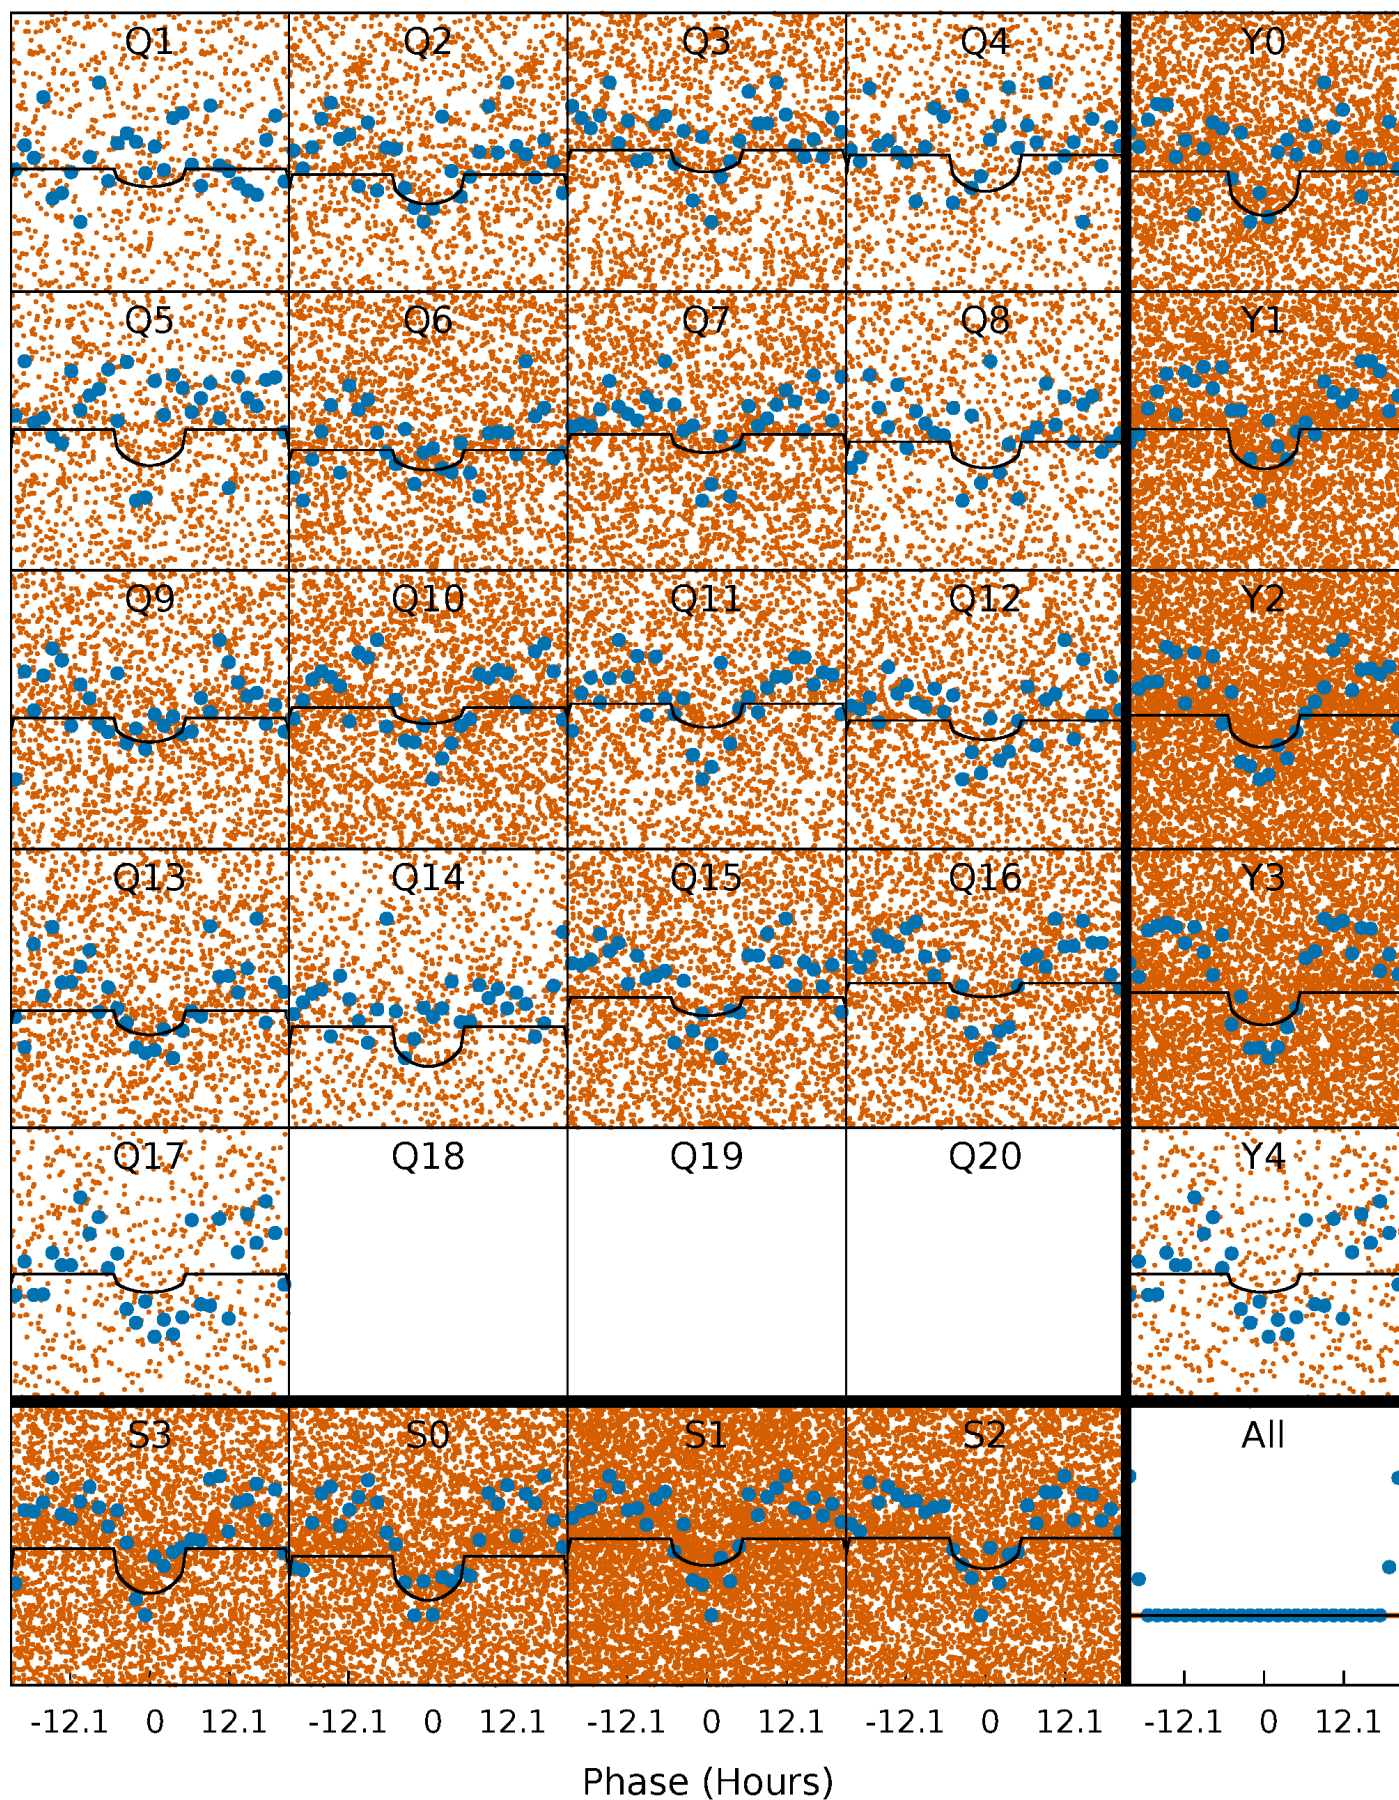 Q1 Q2 Q3 Q4 Y0
Q5 Q6 Q7 Q8 Y1
Q9 Q10 Q11 Q12 Y2
Q13 Q14 Q15 Q16 Y3
Q17 Q18 Q19 Q20 Y4
S3 S0 S1 S2 All
-12.1 0 12.1 -12.1 0 12.1 -12.1 0 12.1 -12.1 0 12.1 -12.1 0 12.1
Phase (Hours)